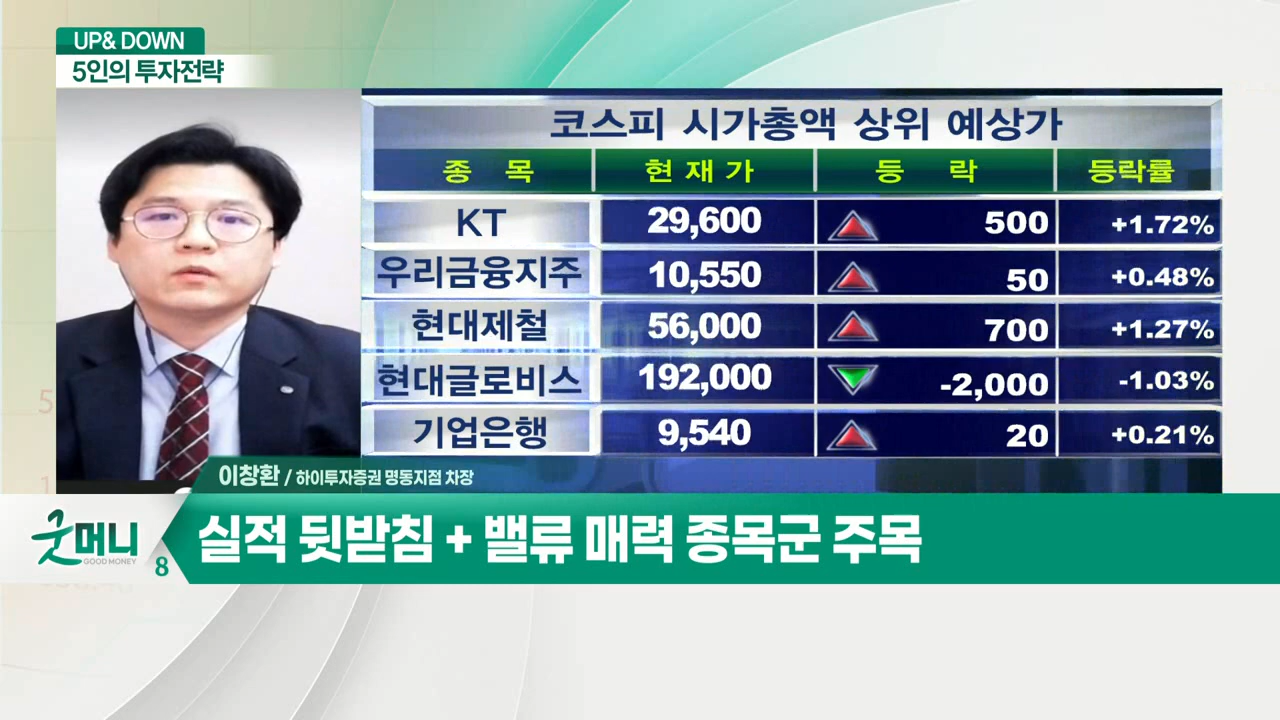 UP& DOWN
5인의 투자전략
코스피 시가총액 상위 예상가
종 목 현 재 가 등 락 등락률
KT 29,600 500 +1.72%
우리금융지주 10,550 50 +0.48%
현대제철 56,000 700 +1.27%
현대글로비스 192,000 -2,000 -1.03%
기업은행 9,540 20 +0.21%
이창환 / 하이투자증권 명동지점 차장
실적 뒷받침 + 밸류 매력 종목군 주목
굿머니
GOOD MONEY
8
5
1